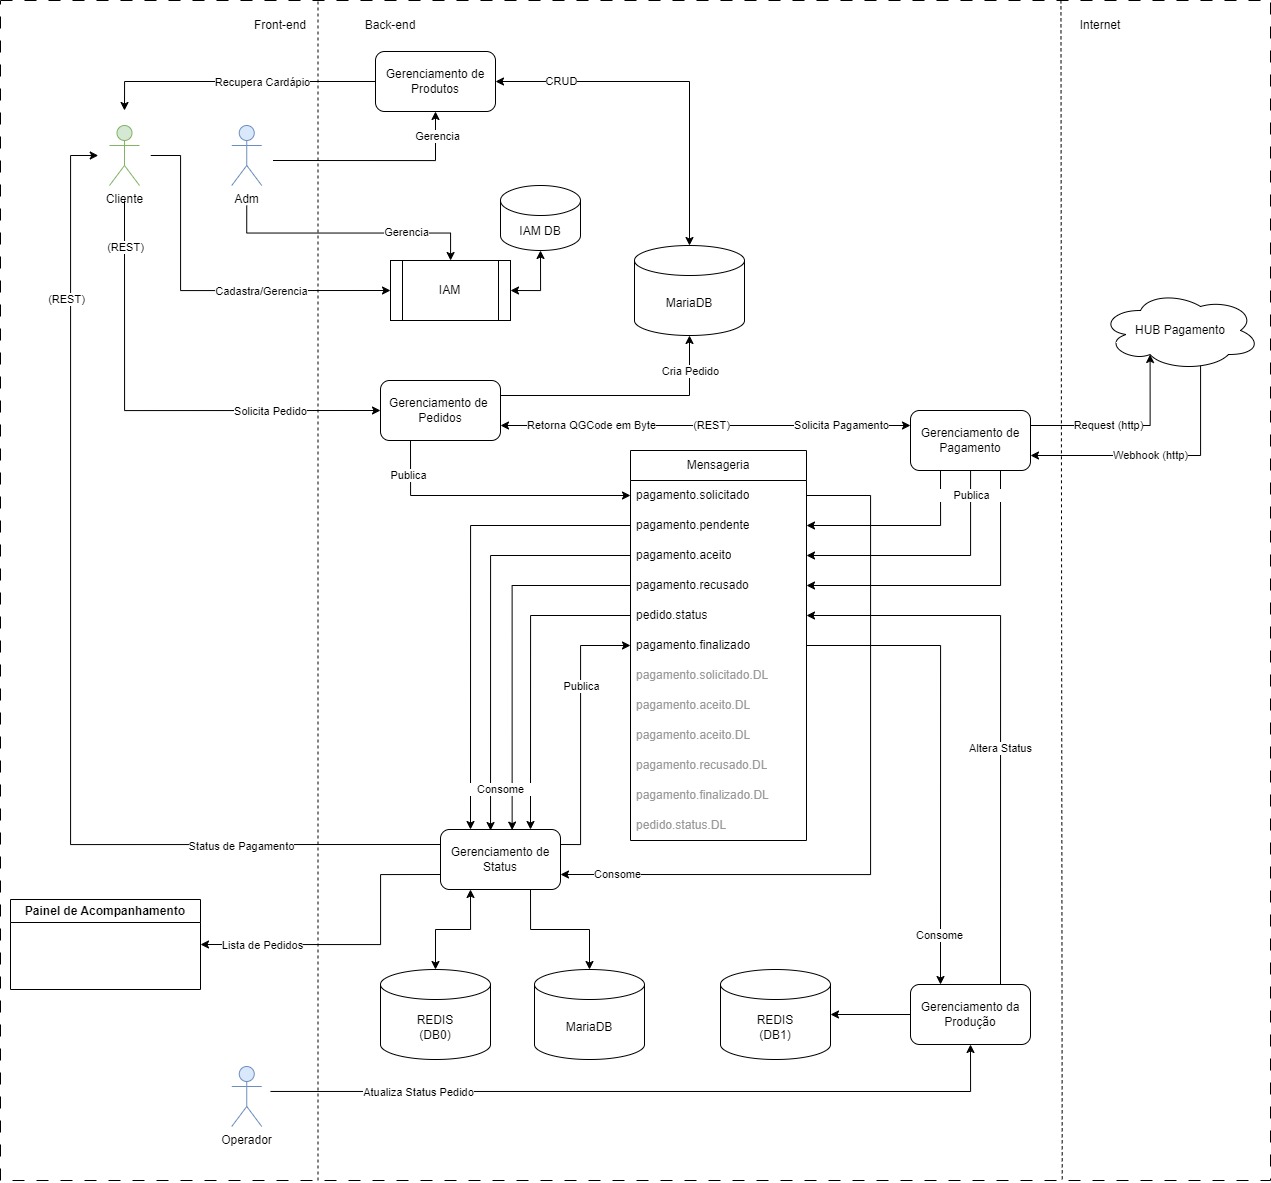 Front-end
Back-end
Internet
Gerenciamento de
Produtos
Recupera Cardápio
CRUD
Gerencia
Cliente
Adm
IAM DB
Gerencia
(REST)
IAM
Cadastra/Gerencia
(REST)
MariaDB
HUB Pagamento
Cria Pedido
Gerenciamento de
Pedidos
Solicita Pedido
Retorna QGCode em Byte
(REST)
Solicita Pagamento
Gerenciamento de
Pagamento
Request (http)
Webhook (http)
Mensageria
Publica
Publica
pagamento.solicitado
pagamento.pendente
pagamento.aceito
pagamento.recusado
pedido.status
pagamento.finalizado
pagamento.solicitado.DL
pagamento.aceito.DL
pagamento.aceito.DL
pagamento.recusado.DL
pagamento.finalizado.DL
pedido.status.DL
Publica
Altera Status
Consome
Gerenciamento de
Status
Status de Pagamento
Consome
Painel de Acompanhamento
Lista de Pedidos
Consome
REDIS
(DB0)
MariaDB
REDIS
(DB1)
Gerenciamento da
Produção
Atualiza Status Pedido
Operador